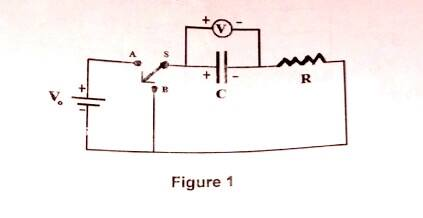 + V -
A S
+ -
B C R
V₀ +
-
Figure 1